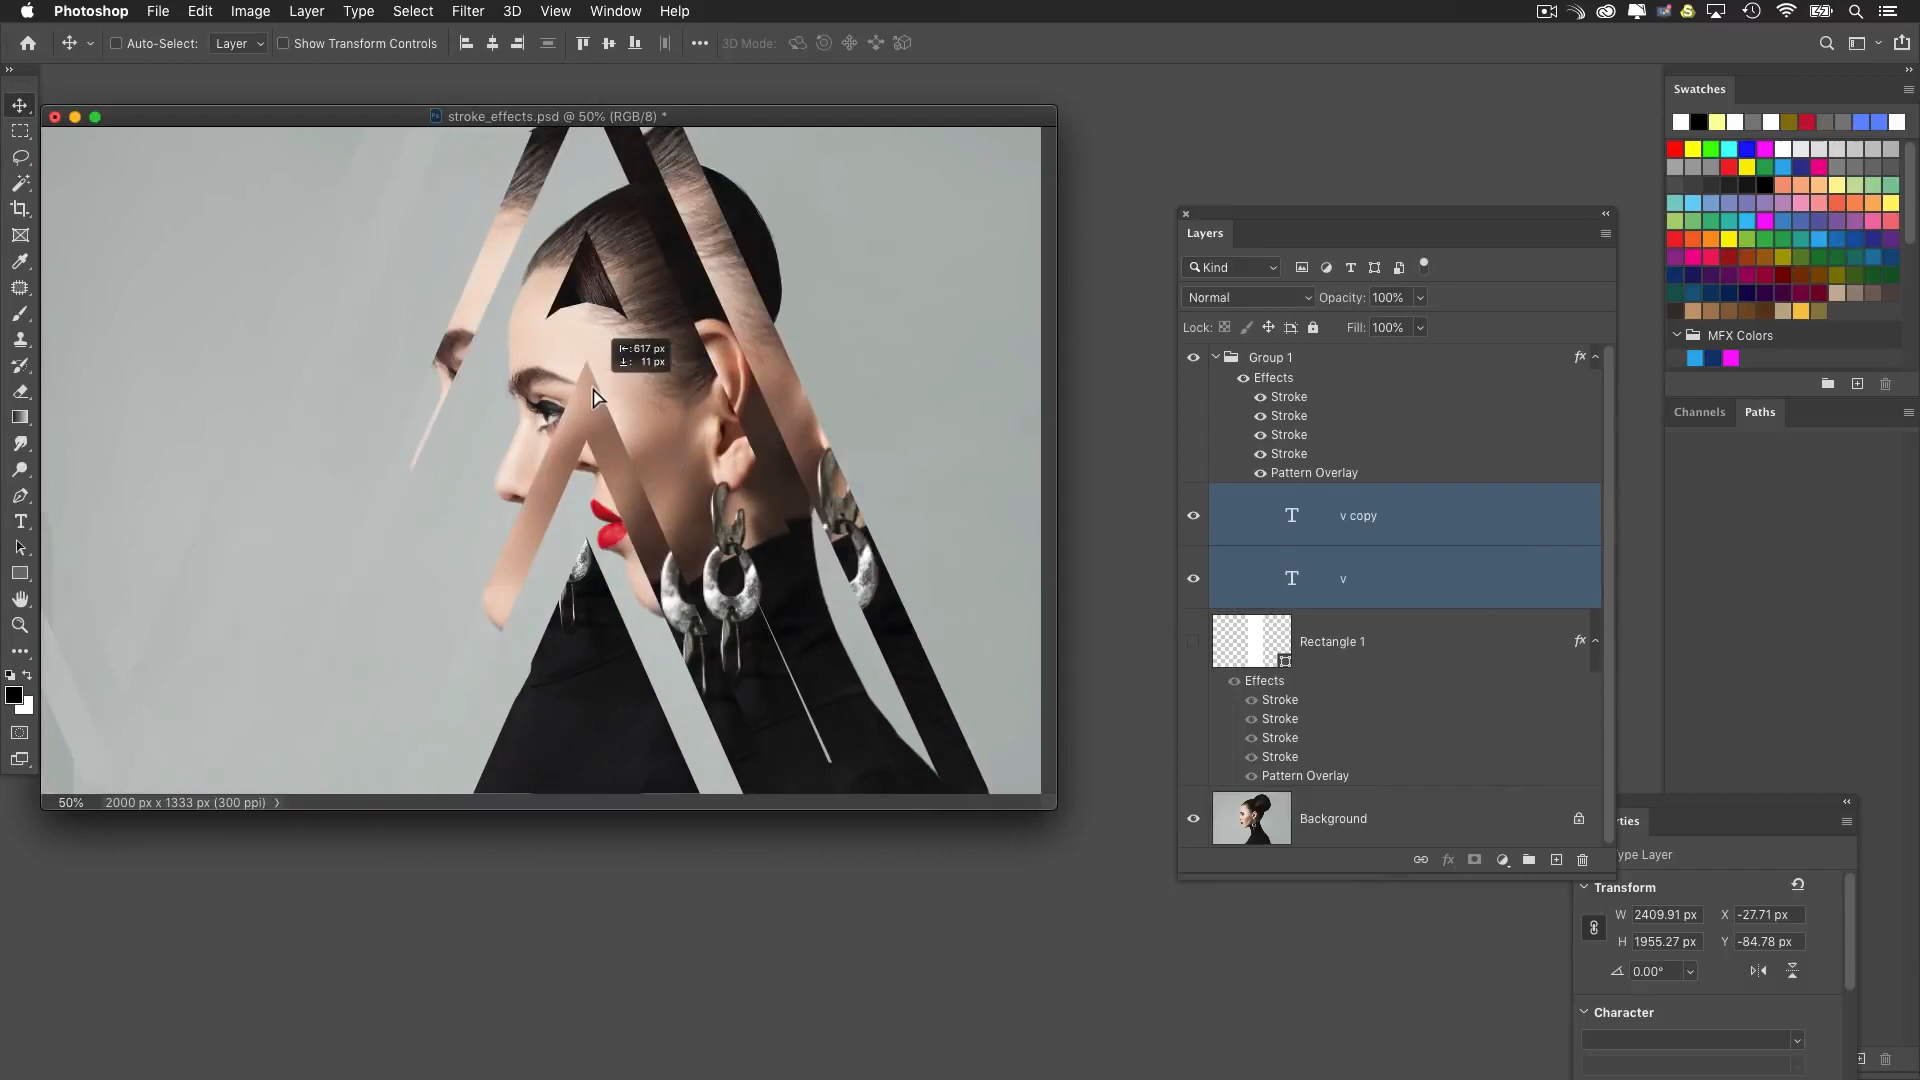 Photoshop File Edit Image Layer Type Select Filter 3D View Window Help
Auto-Select: Layer Show Transform Controls 3D Mode:
stroke_effects.psd @ 50% (RGB/8) *
617 px
11 px
50% 2000 px x 1333 px (300 ppi)
Layers
Kind
Normal Opacity: 100%
Lock: Fill: 100%
Group 1 fx
Effects
Stroke
Stroke
Stroke
Stroke
Pattern Overlay
T v copy
T v
Rectangle 1 fx
Effects
Stroke
Stroke
Stroke
Stroke
Pattern Overlay
Background
fx
Swatches
MFX Colors
Channels Paths
rties
ype Layer
Transform
W 2409.91 px X -27.71 px
H 1955.27 px Y -84.78 px
0.00°
Character